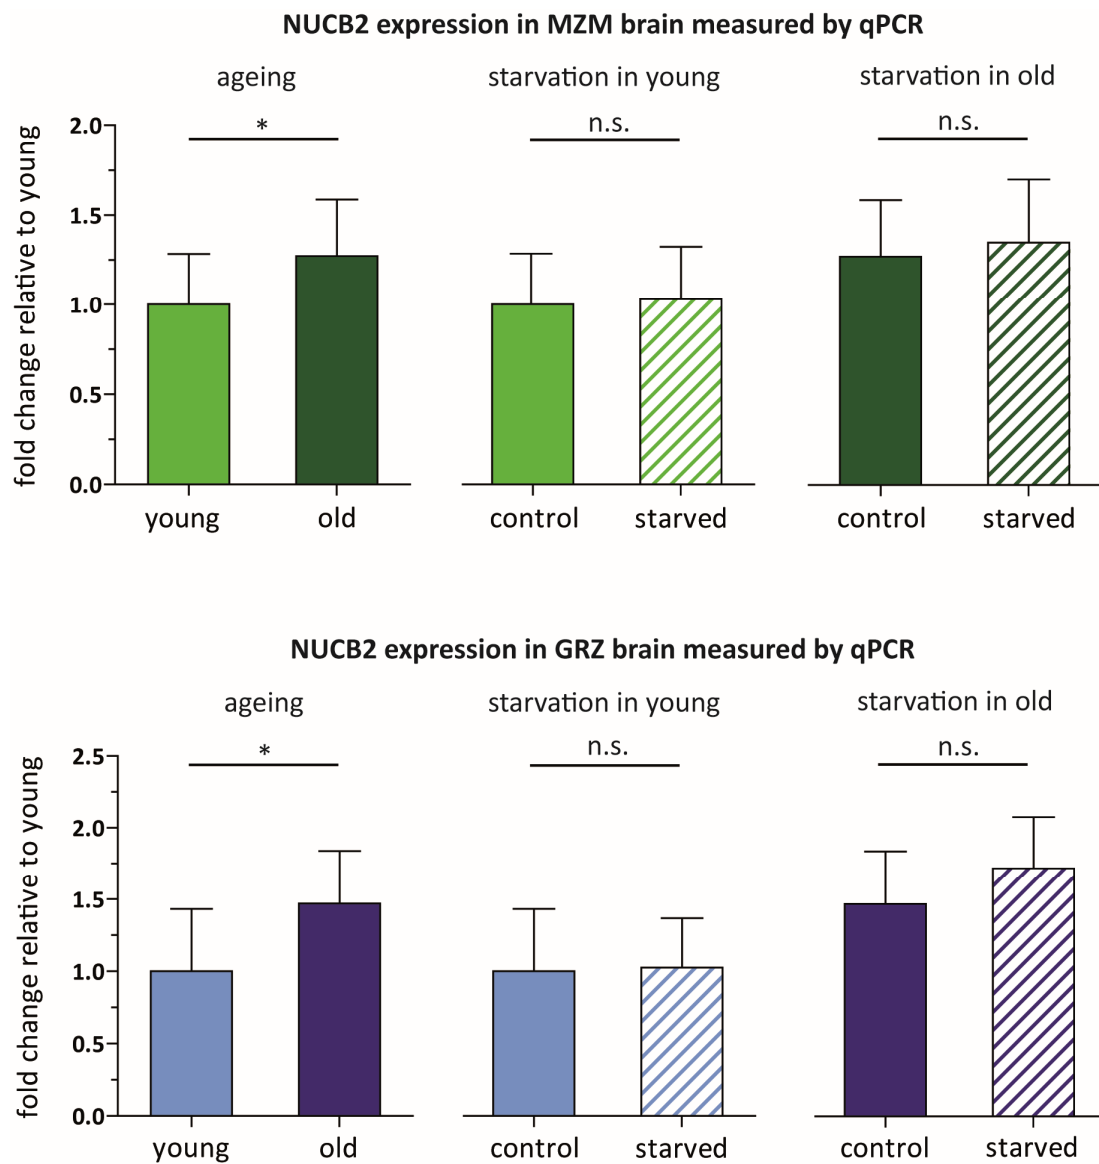 NUCB2 expression in MZM brain measured by qPCR
ageing
starvation in young
starvation in old
fold change relative to young
2.0
1.5
1.0
0.5
0.0
*
n.s.
n.s.
young
old
control
starved
control
starved
NUCB2 expression in GRZ brain measured by qPCR
ageing
starvation in young
starvation in old
fold change relative to young
2.5
2.0
1.5
1.0
0.5
0.0
*
n.s.
n.s.
young
old
control
starved
control
starved